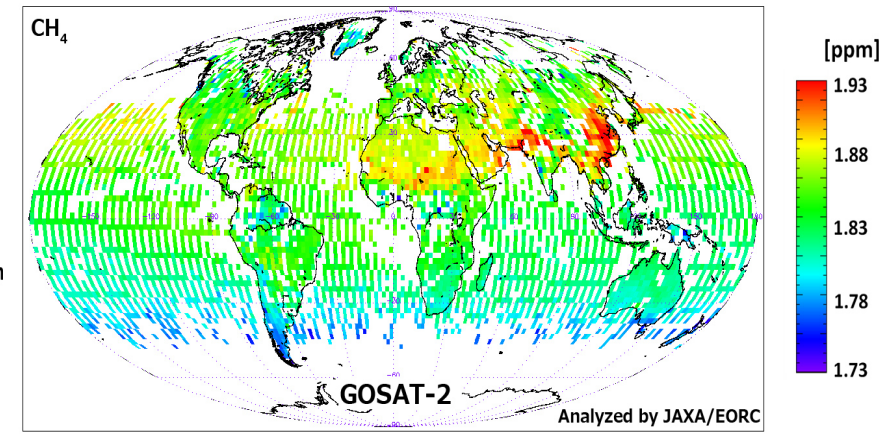 CH4
[ppm]
1.93
1.88
1.83
1.78
1.73
GOSAT-2
Analyzed by JAXA/EORC